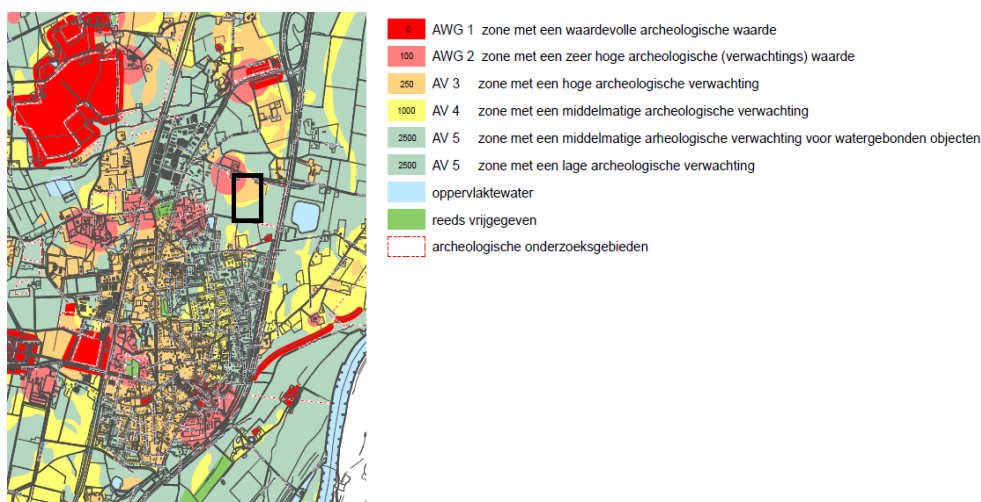 0 AWG 1 zone met een waardevolle archeologische waarde
100 AWG 2 zone met een zeer hoge archeologische (verwachtings) waarde
250 AV 3 zone met een hoge archeologische verwachting
1000 AV 4 zone met een middelmatige archeologische verwachting
2500 AV 5 zone met een middelmatige arheologische verwachting voor watergebonden objecten
2500 AV 5 zone met een lage archeologische verwachting
oppervlaktewater
reeds vrijgegeven
archeologische onderzoeksgebieden